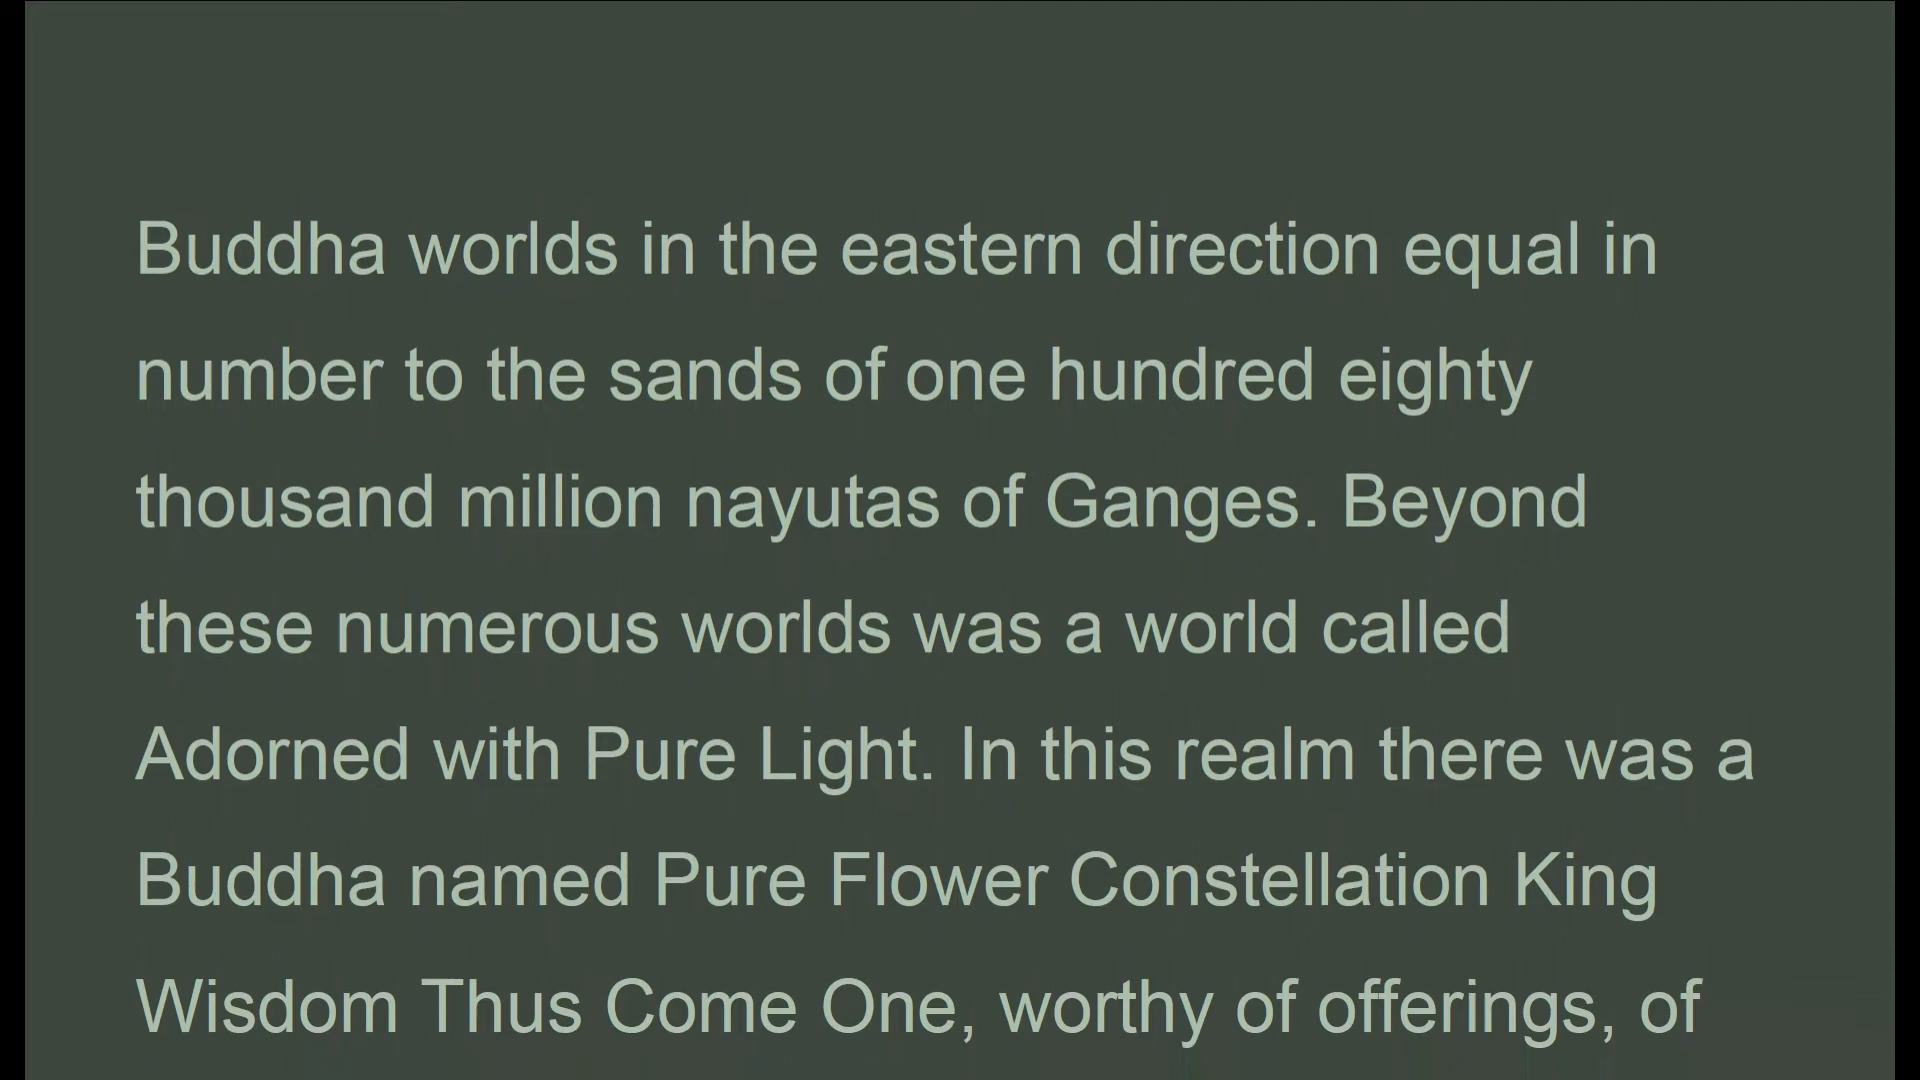 Buddha worlds in the eastern direction equal in
number to the sands of one hundred eighty
thousand million nayutas of Ganges. Beyond
these numerous worlds was a world called
Adorned with Pure Light. In this realm there was a
Buddha named Pure Flower Constellation King
Wisdom Thus Come One, worthy of offerings, of